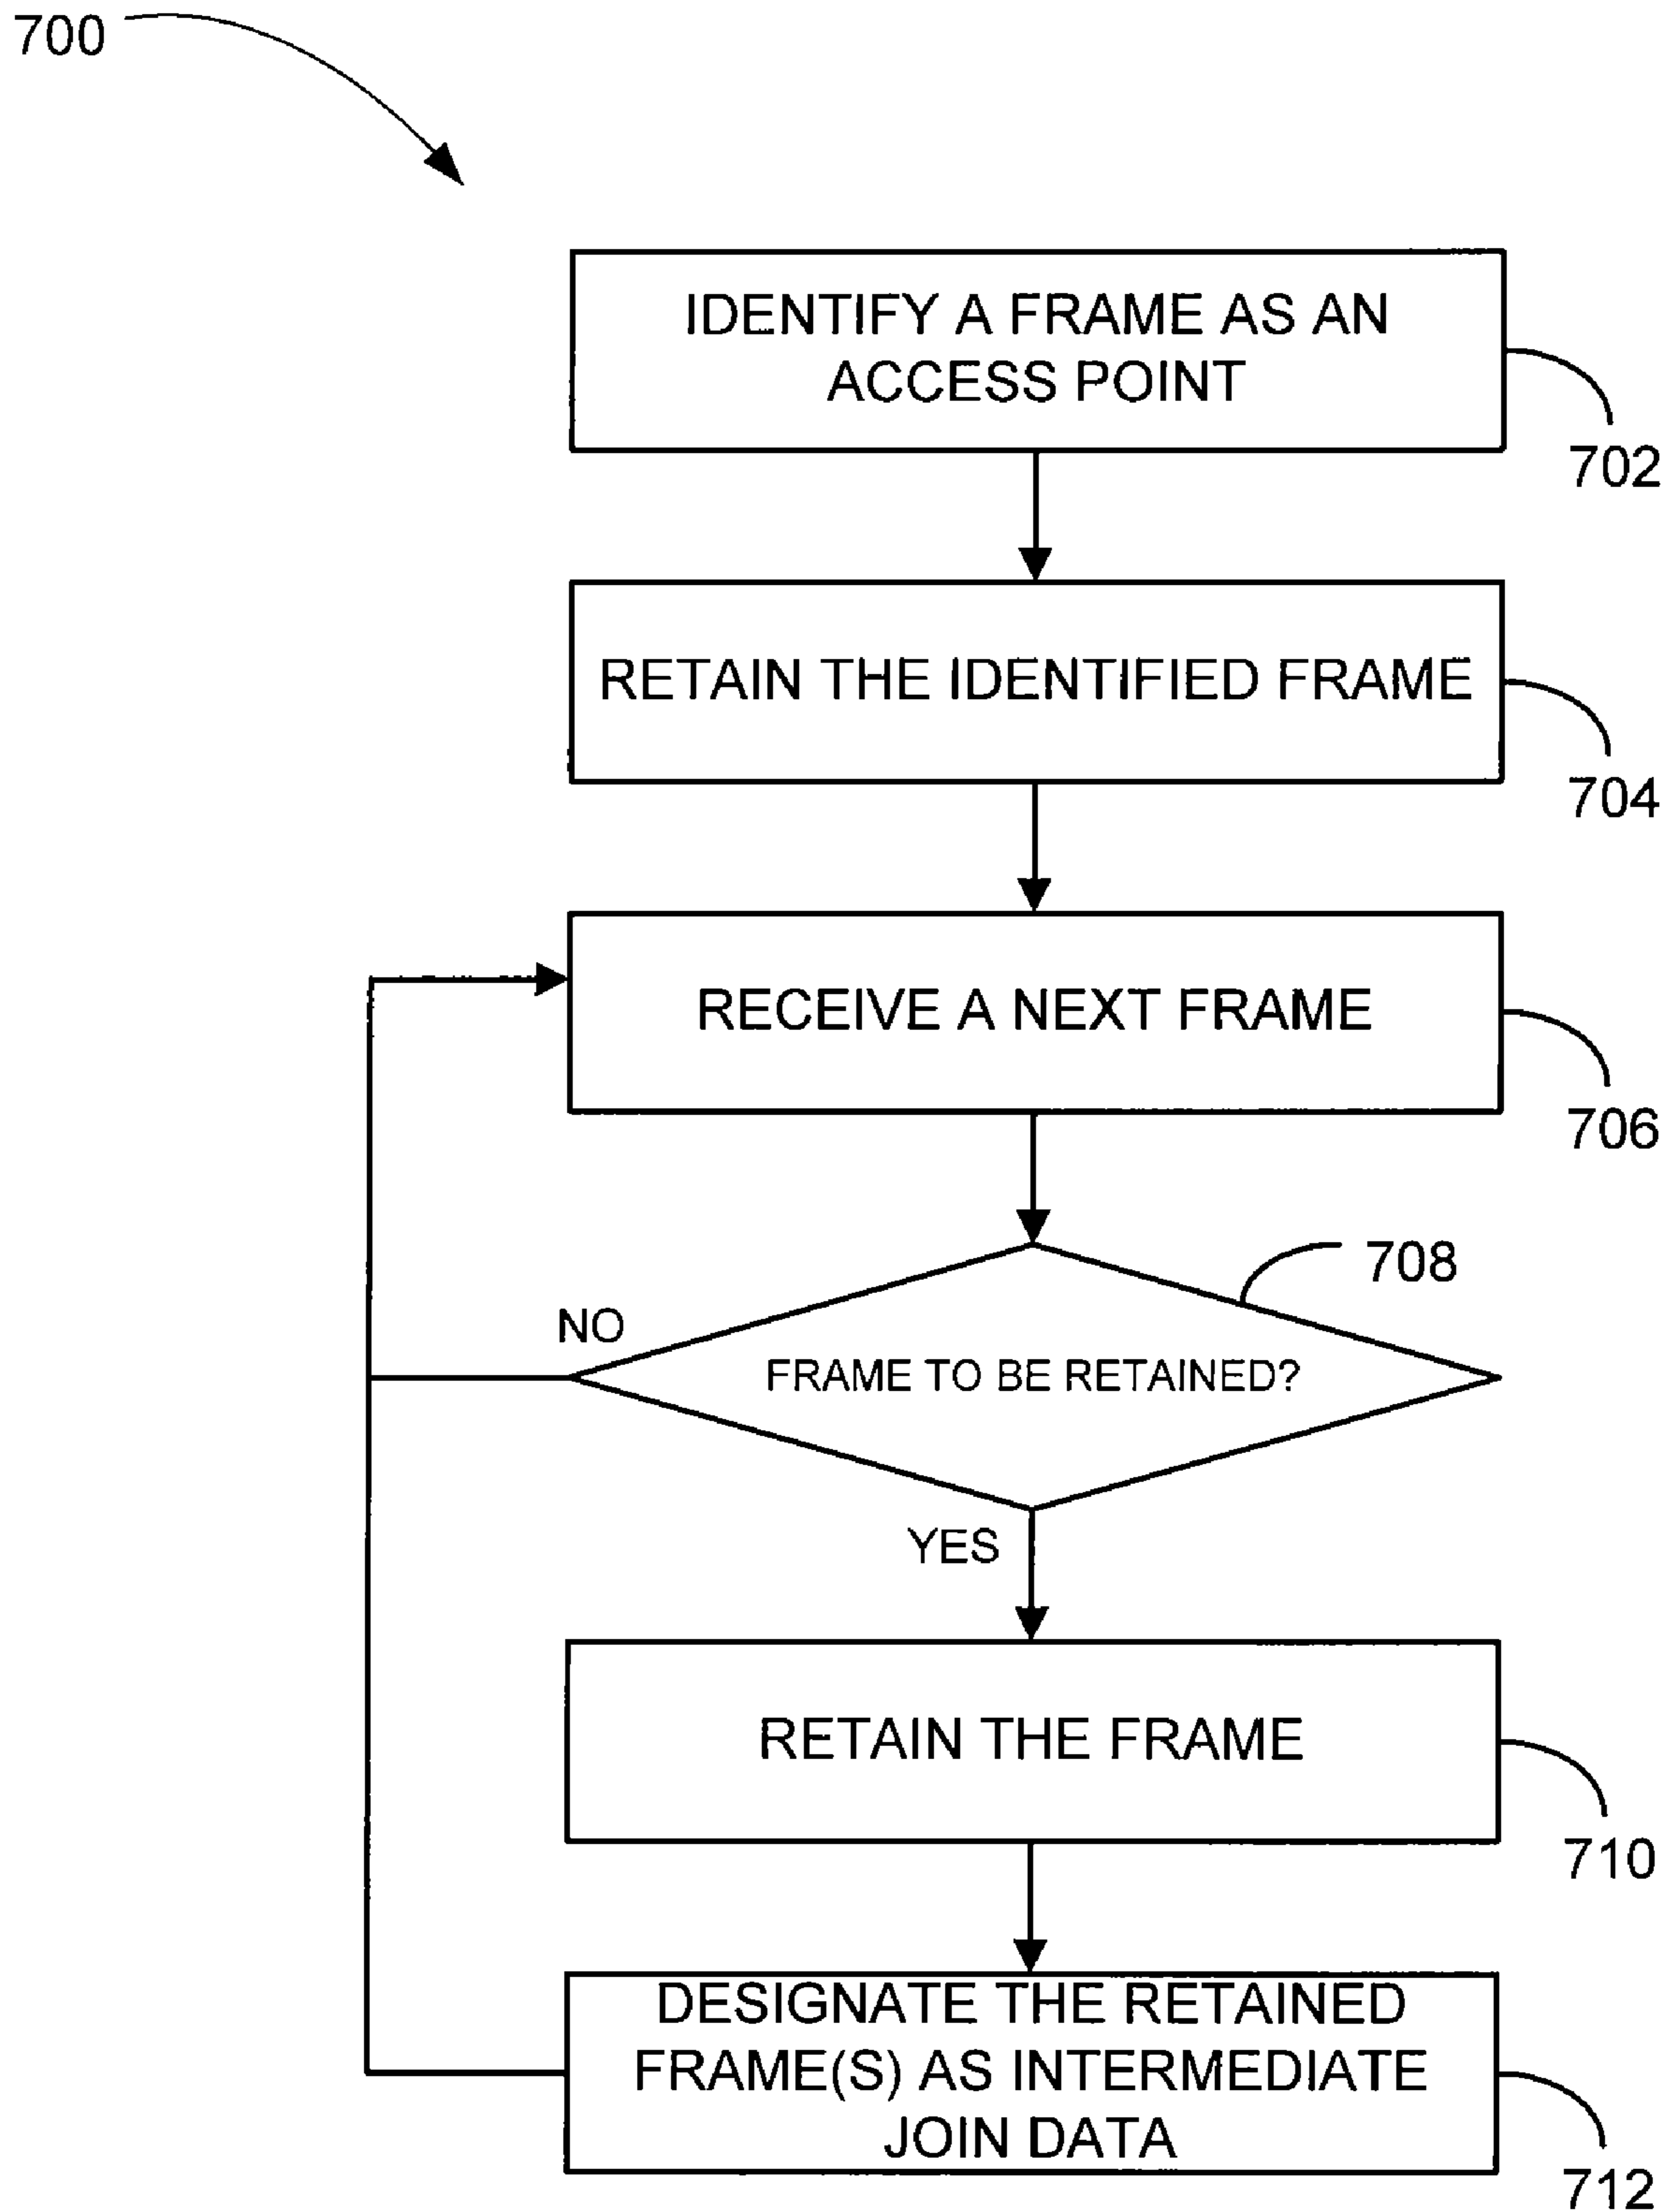 700
IDENTIFY A FRAME AS AN
ACCESS POINT
702
RETAIN THE IDENTIFIED FRAME
704
RECEIVE A NEXT FRAME
706
708
NO
FRAME TO BE RETAINED?
YES
RETAIN THE FRAME
710
DESIGNATE THE RETAINED
FRAME(S) AS INTERMEDIATE
JOIN DATA
712